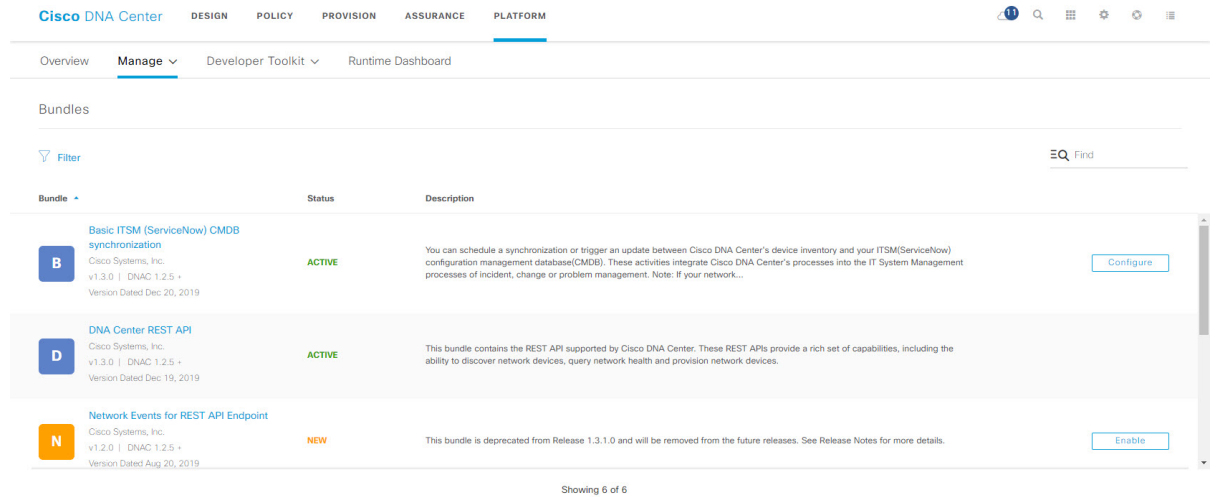 Cisco DNA Center DESIGN POLICY PROVISION ASSURANCE PLATFORM 11
Overview Manage Developer Toolkit Runtime Dashboard
Bundles
Filter
Find
Bundle Status Description
Basic ITSM (ServiceNow) CMDB
synchronization
B
Cisco Systems, Inc.
v1.3.0 | DNAC 1.2.5 +
Version Dated Dec 20, 2019
ACTIVE
You can schedule a synchronization or trigger an update between Cisco DNA Center's device inventory and your ITSM(ServiceNow)
configuration management database(CMDB). These activities integrate Cisco DNA Center's processes into the IT System Management
processes of incident, change or problem management. Note: If your network...
Configure
DNA Center REST API
D
Cisco Systems, Inc.
v1.3.0 | DNAC 1.2.5 +
Version Dated Dec 19, 2019
ACTIVE
This bundle contains the REST API supported by Cisco DNA Center. These REST APIs provide a rich set of capabilities, including the
ability to discover network devices, query network health and provision network devices.
Network Events for REST API Endpoint
N
Cisco Systems, Inc.
v1.2.0 | DNAC 1.2.5 +
Version Dated Aug 20, 2019
NEW
This bundle is deprecated from Release 1.3.1.0 and will be removed from the future releases. See Release Notes for more details.
Enable
Showing 6 of 6